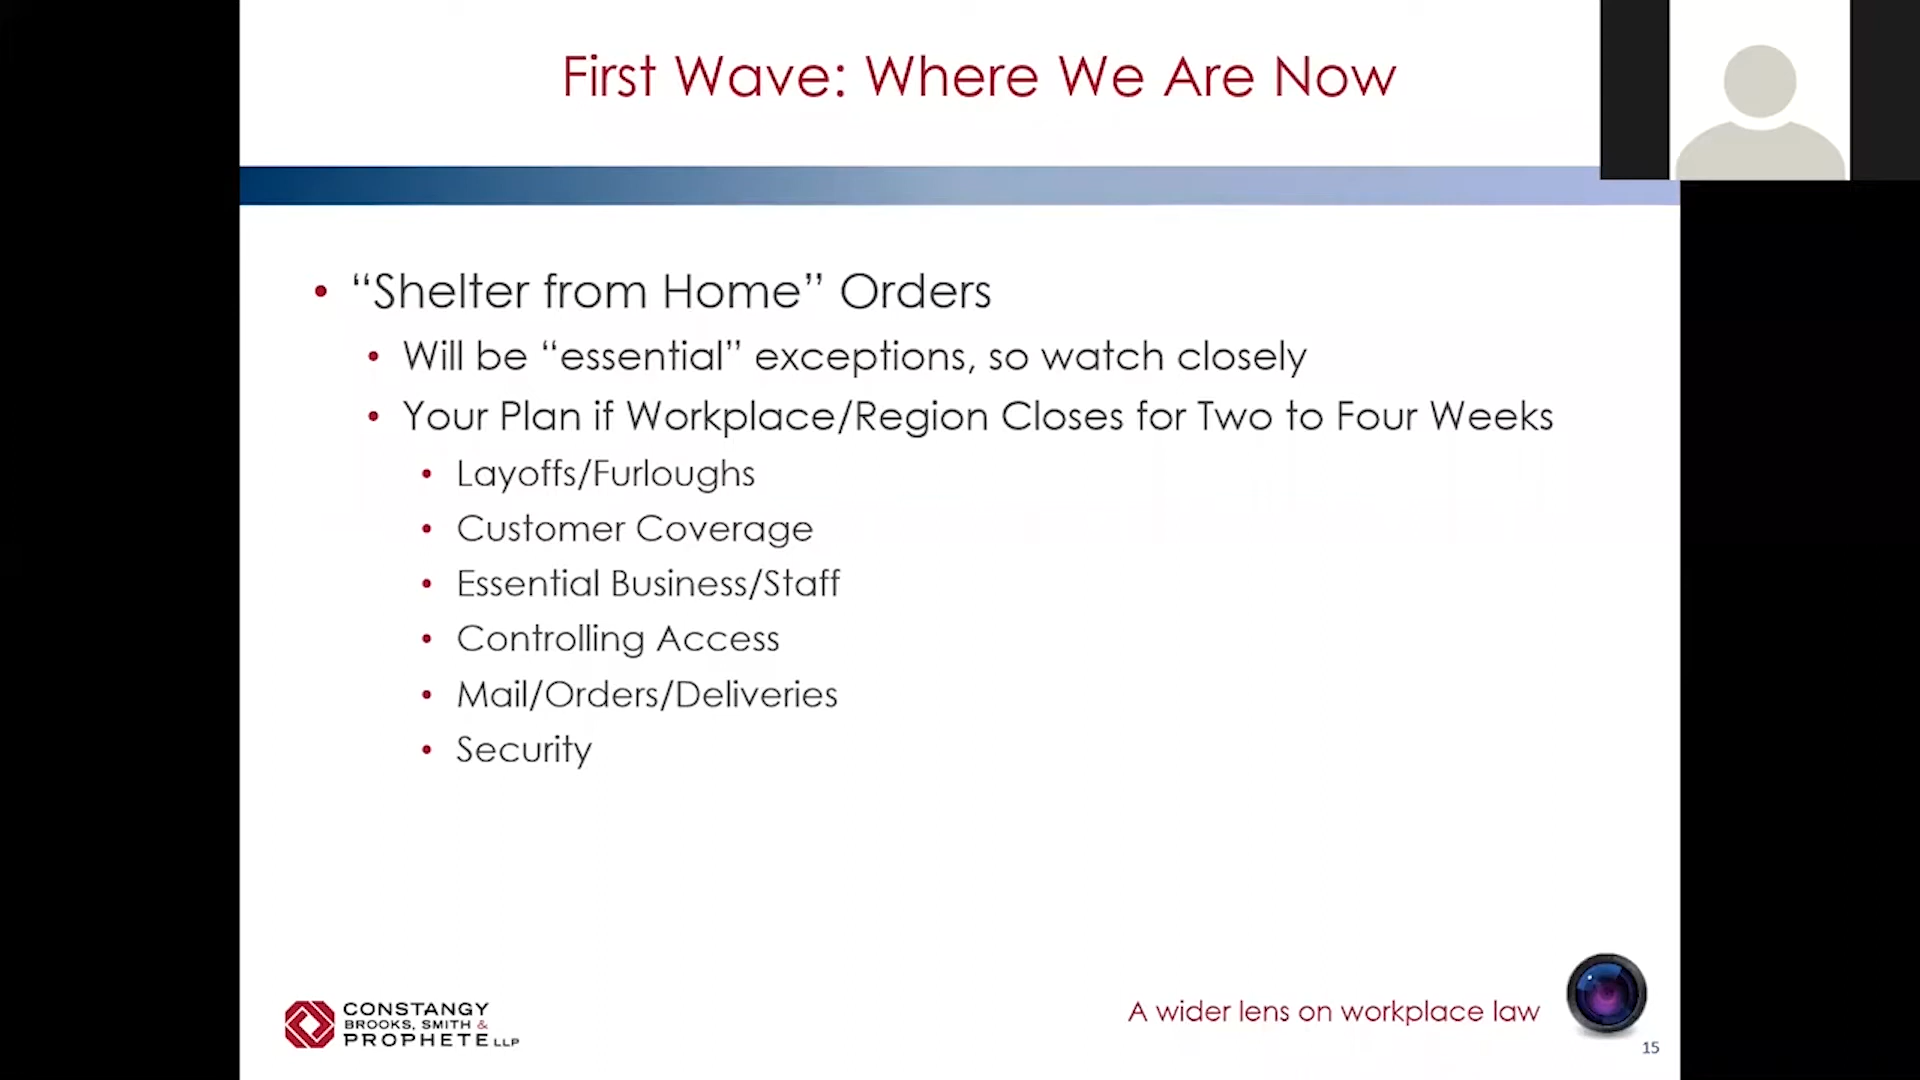 First Wave: Where We Are Now
• “Shelter from Home” Orders
• Will be “essential” exceptions, so watch closely
• Your Plan if Workplace/Region Closes for Two to Four Weeks
• Layoffs/Furloughs
• Customer Coverage
• Essential Business/Staff
• Controlling Access
• Mail/Orders/Deliveries
• Security
CONSTANGY
BROOKS, SMITH &
PROPHETE LLP
A wider lens on workplace law
15